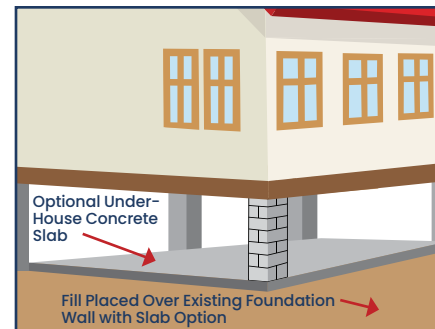 Optional Under-
House Concrete
Slab
Fill Placed Over Existing Foundation
Wall with Slab Option